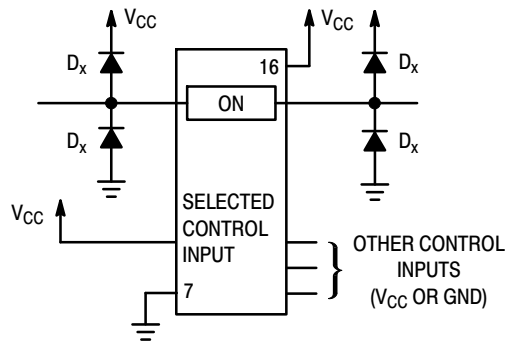 VCC
VCC
VCC
Dx
16
Dx
ON
Dx
Dx
VCC
SELECTED
CONTROL
INPUT
OTHER CONTROL
INPUTS
(VCC OR GND)
7